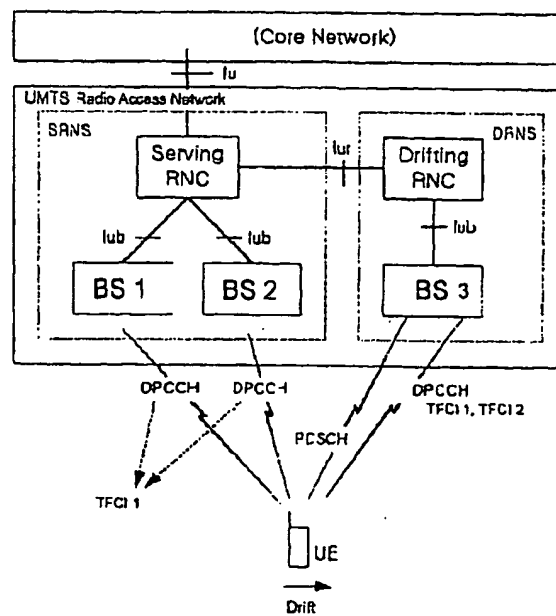 (Core Network)
Iu
UMTS Radio Access Network
SRNS
DRNS
Serving
RNC
Iur
Drifting
RNC
Iub
Iub
Iub
BS 1
BS 2
BS 3
DPCCH
DPCCH
DPCCH
TFCI 1, TFCI 2
PDSCH
TFCI 1
UE
Drift